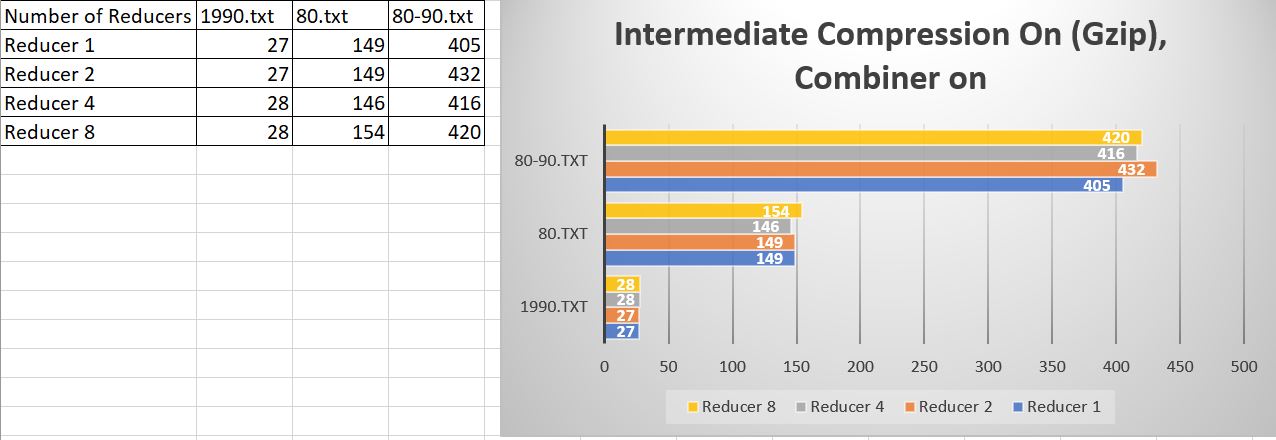 Number of Reducers 1990.txt 80.txt 80-90.txt
Reducer 1 27 149 405
Reducer 2 27 149 432
Reducer 4 28 146 416
Reducer 8 28 154 420
Intermediate Compression On (Gzip),
Combiner on
80-90.TXT
420
416
432
405
80.TXT
154
146
149
149
1990.TXT
28
28
27
27
0 50 100 150 200 250 300 350 400 450 500
Reducer 8 Reducer 4 Reducer 2 Reducer 1